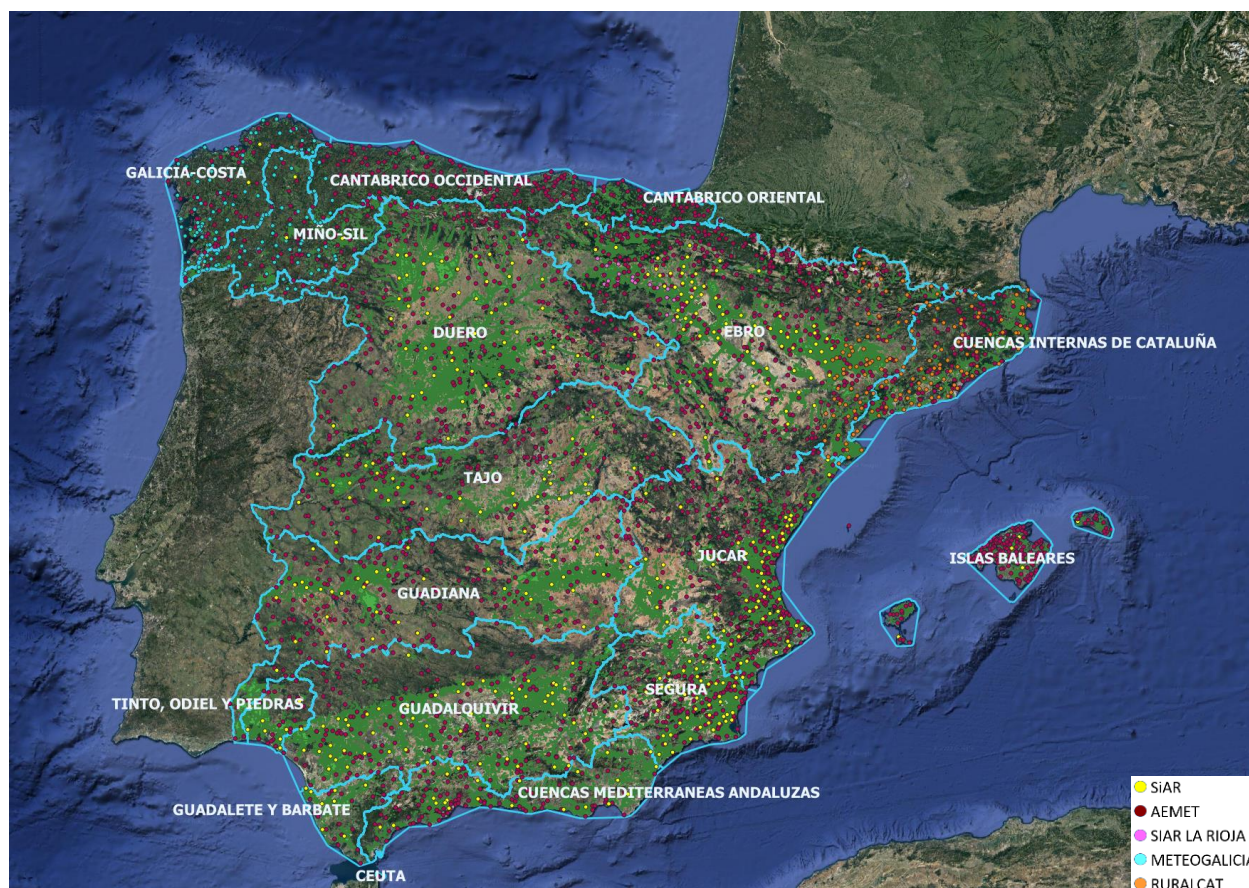 GALICIA-COSTA
CANTABRICO OCCIDENTAL
CANTABRICO ORIENTAL
MIÑO-SIL
DUERO
EBRO
CUENCAS INTERNAS DE CATALUÑA
TAJO
JUCAR
ISLAS BALEARES
GUADIANA
SEGURA
TINTO, ODIEL Y PIEDRAS
GUADALQUIVIR
CUENCAS MEDITERRANEAS ANDALUZAS
GUADALETE Y BARBATE
CEUTA
SiAR
AEMET
SIAR LA RIOJA
METEOGALICIA
RURALCAT